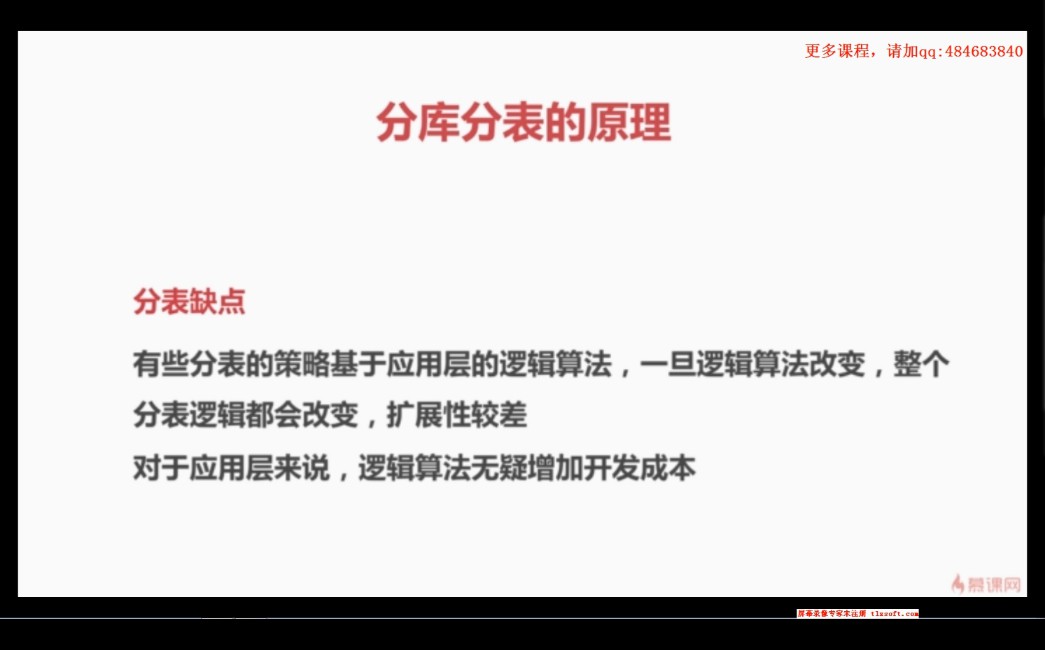 更多课程，请加qq:484683840
分库分表的原理
分表缺点
有些分表的策略基于应用层的逻辑算法，一旦逻辑算法改变，整个
分表逻辑都会改变，扩展性较差
对于应用层来说，逻辑算法无疑增加开发成本
慕课网
屏幕录像专家未注册 tlxsoft.com